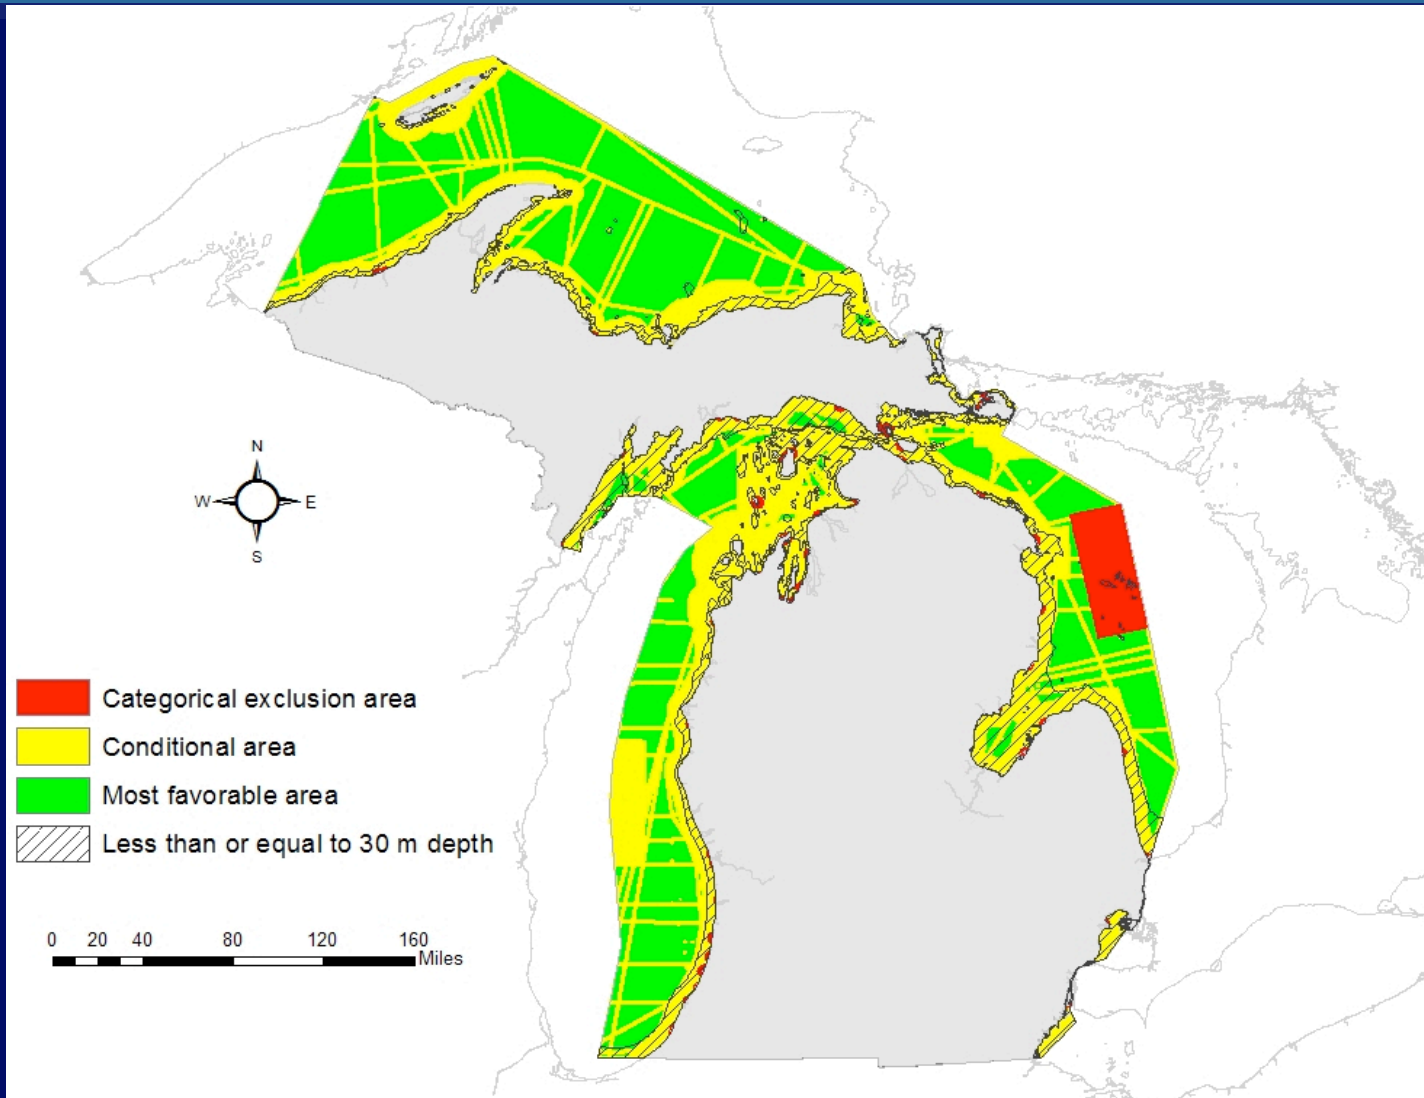 N
W E
S
Categorical exclusion area
Conditional area
Most favorable area
Less than or equal to 30 m depth
0 20 40 80 120 160
Miles